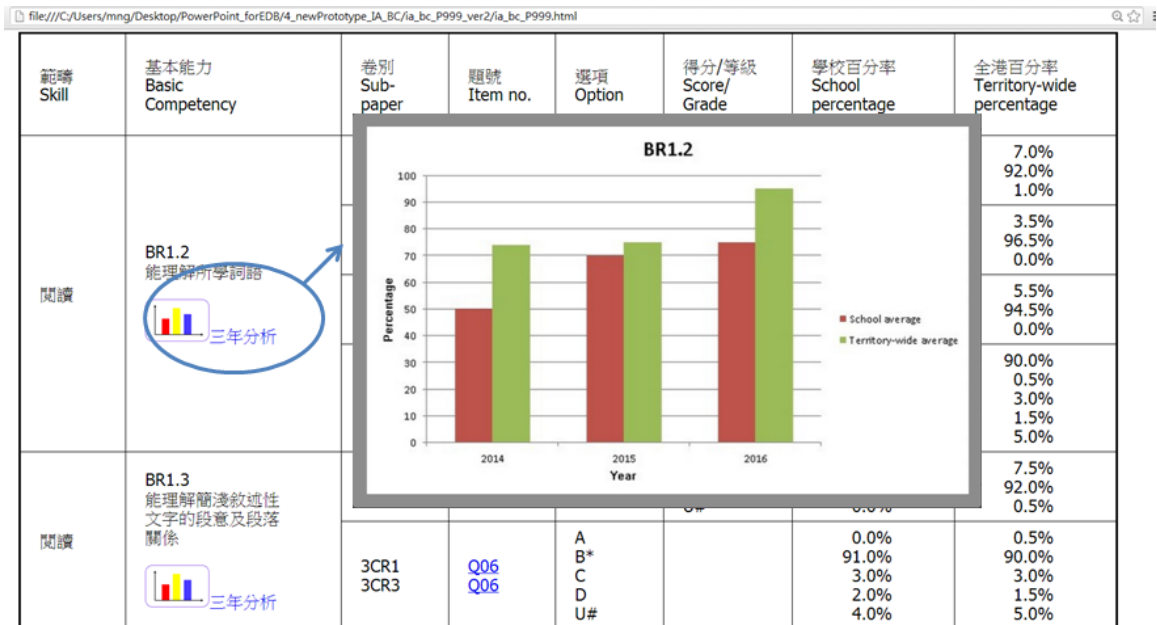 file:///C:/Users/mng/Desktop/PowerPoint_forEDB/4_newPrototype_IA_BC/ia_bc_P999_ver2/ia_bc_P999.html
範疇
Skill
基本能力
Basic
Competency
卷別
Sub-
paper
題號
Item no.
選項
Option
得分/等級
Score/
Grade
學校百分率
School
percentage
全港百分率
Territory-wide
percentage
閱讀
BR1.2
能理解所學詞語
三年分析
7.0%
92.0%
1.0%
3.5%
96.5%
0.0%
5.5%
94.5%
0.0%
90.0%
0.5%
3.0%
1.5%
5.0%
BR1.2
Percentage
100
90
80
70
60
50
40
30
20
10
0
2014
2015
2016
Year
School average
Territory-wide average
閱讀
BR1.3
能理解簡淺敘述性
文字的段意及段落
關係
三年分析
7.5%
92.0%
0.5%
3CR1
3CR3
Q06
Q06
A
B*
C
D
U#
0.0%
91.0%
3.0%
2.0%
4.0%
0.5%
90.0%
3.0%
1.5%
5.0%